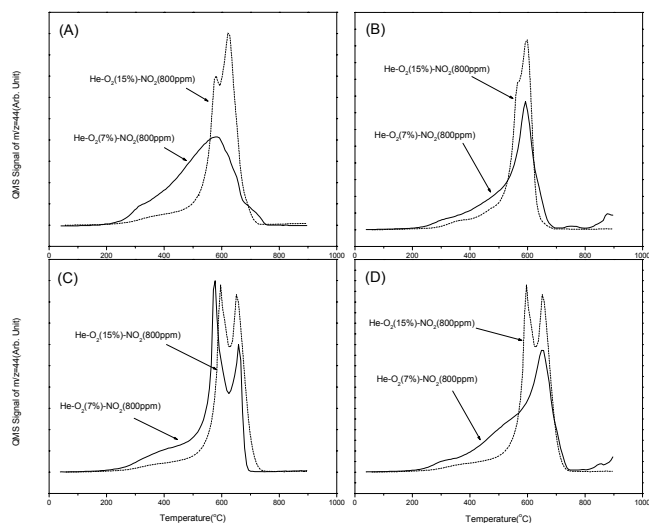 (A)
He-O2(15%)-NO2(800ppm)
He-O2(7%)-NO2(800ppm)
QMS Signal of m/z=44(Arb. Unit)
0 200 400 600 800 1000
(B)
He-O2(15%)-NO2(800ppm)
He-O2(7%)-NO2(800ppm)
0 200 400 600 800 1000
(C)
He-O2(15%)-NO2(800ppm)
He-O2(7%)-NO2(800ppm)
QMS Signal of m/z=44(Arb. Unit)
0 200 400 600 800 1000
Temperature(oC)
(D)
He-O2(15%)-NO2(800ppm)
He-O2(7%)-NO2(800ppm)
0 200 400 600 800 1000
Temperature(oC)